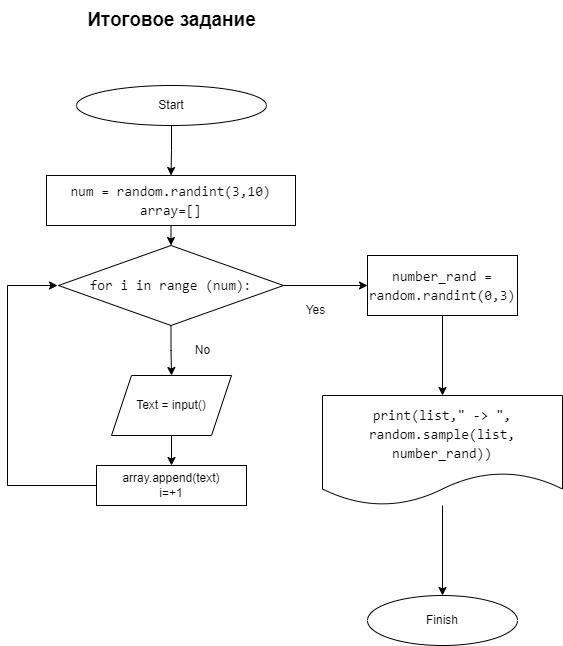 Итоговое задание
Start
num = random.randint(3,10)
array=[]
for i in range (num):
Yes
No
Text = input()
array.append(text)
i=+1
number_rand =
random.randint(0,3)
print(list," -> ",
random.sample(list,
number_rand))
Finish